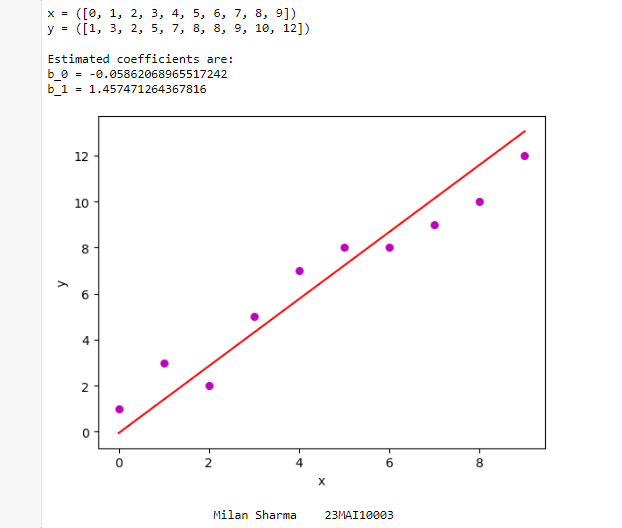 x = ([0, 1, 2, 3, 4, 5, 6, 7, 8, 9])
y = ([1, 3, 2, 5, 7, 8, 8, 9, 10, 12])
Estimated coefficients are:
b_0 = -0.05862068965517242
b_1 = 1.457471264367816
12
10
8
6
4
2
0
y
0 2 4 6 8
x
Milan Sharma 23MAI10003